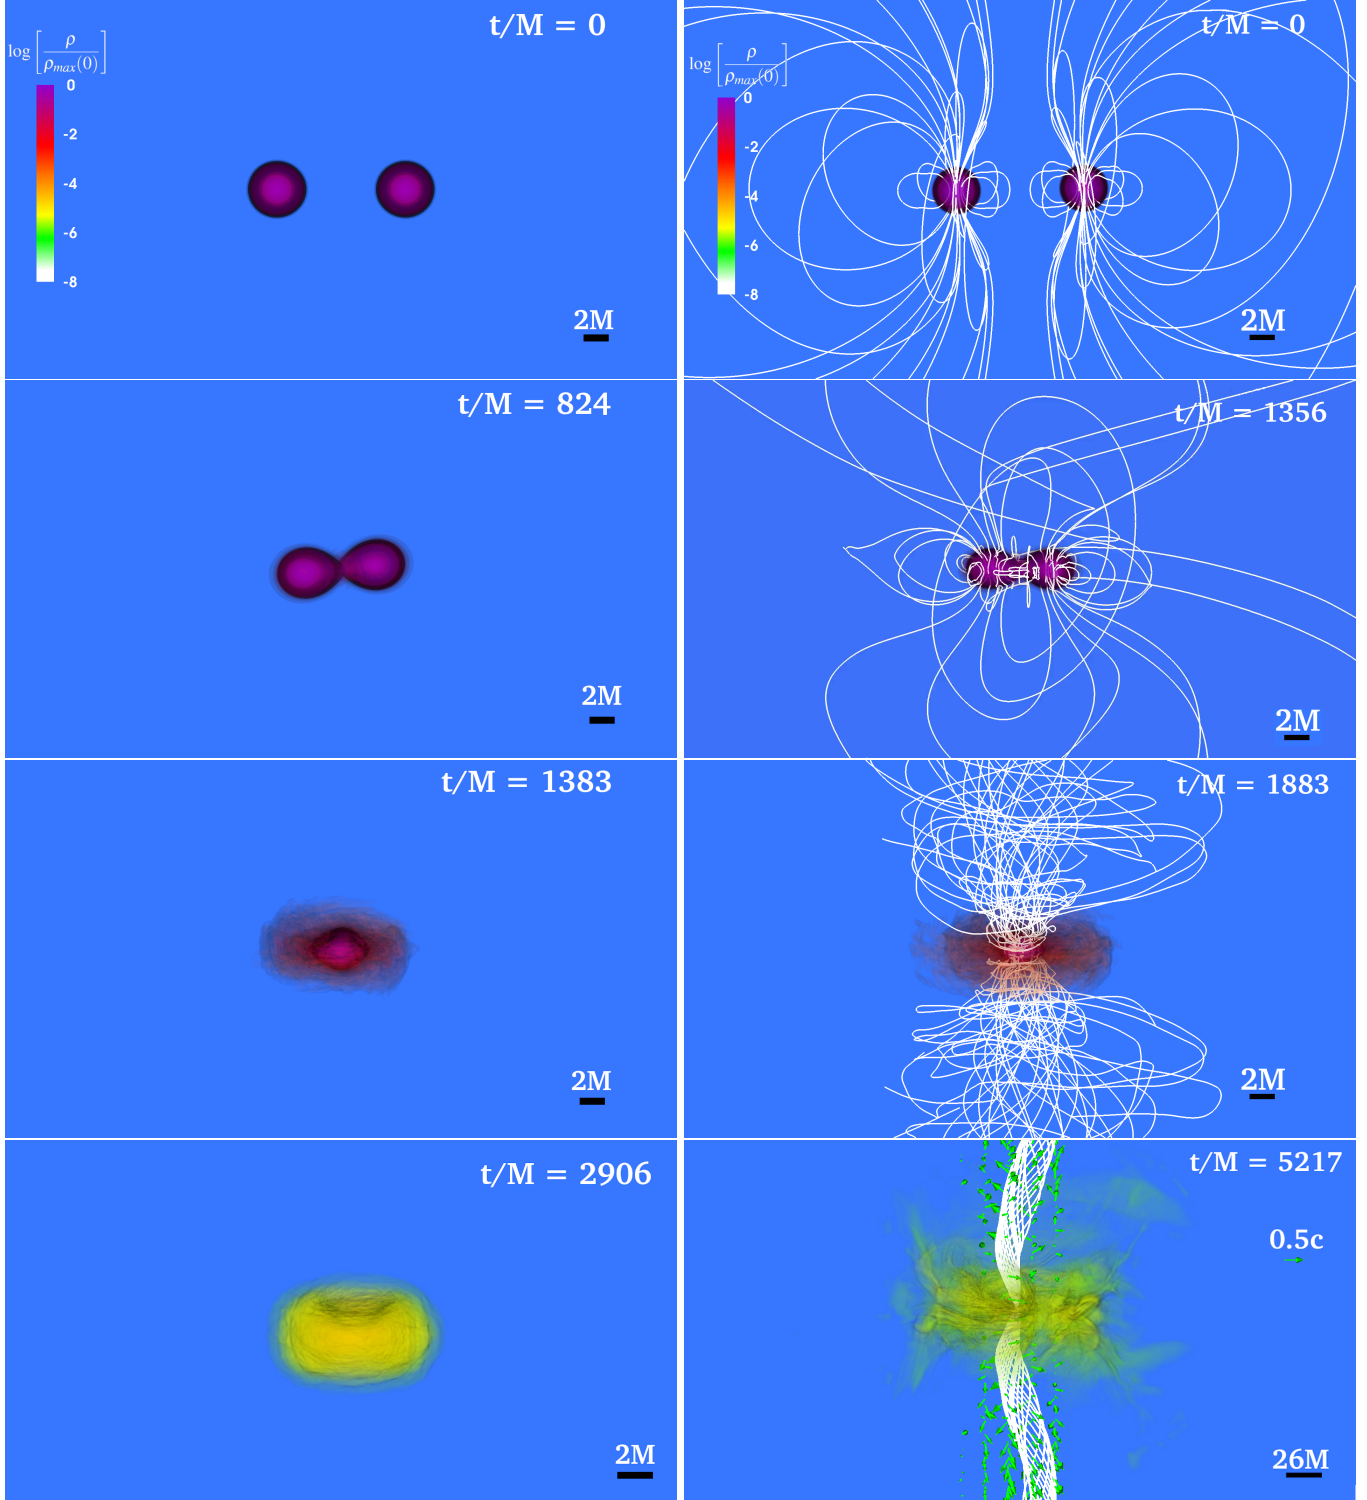 t/M = 0
log [ρ / ρmax(0)]
0
-2
-4
-6
-8
2M
t/M = 0
log [ρ / ρmax(0)]
0
-2
-4
-6
-8
2M
t/M = 824
2M
t/M = 1356
2M
t/M = 1383
2M
t/M = 1883
2M
t/M = 2906
2M
t/M = 5217
0.5c
26M